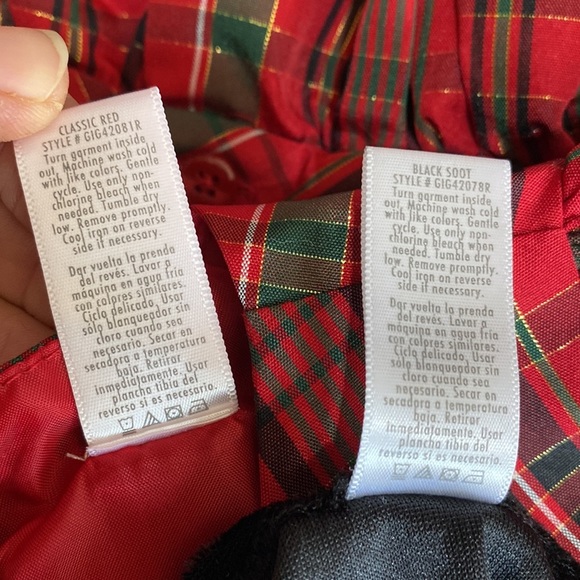 CLASSIC RED
STYLE # GIG42081R
Turn garment inside
out. Machine wash cold
with like colors. Gentle
cycle. Use only non-
chlorine bleach when
needed. Tumble dry
low. Remove promptly.
Cool iron on reverse
side if necessary.
Dar vuelta la prenda
del revés. Lavar a
máquina en agua fría
con colores similares.
Ciclo delicado. Usar
sólo blanqueador sin
cloro cuando sea
necesario. Usar
secadora a temperatura
baja. Retirar
inmediatamente. Usar
plancha tibia del
reverso si es necesario.
BLACK SOOT
STYLE # GIG42078R
Turn garment inside
out. Machine wash cold
with like colors. Gentle
cycle. Use only non-
chlorine bleach when
needed. Tumble dry
low. Remove promptly.
Cool iron on reverse
side if necessary.
Dar vuelta la prenda
del revés. Lavar a
máquina en agua fría
con colores similares.
Ciclo delicado. Usar
sólo blanqueador sin
cloro cuando sea
necesario. Usar
secadora a temperatura
baja. Retirar
inmediatamente. Usar
plancha tibia del
reverso si es necesario.